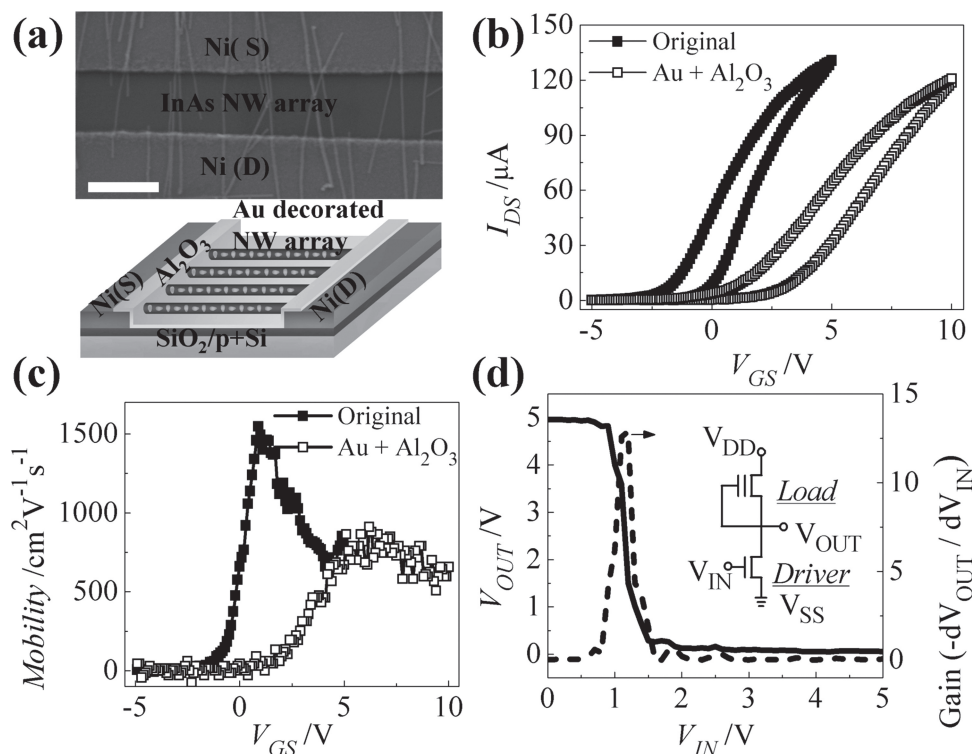 (a)
Ni( S)
InAs NW array
Ni (D)
Au decorated
NW array
Al2O3
Ni(S)
Ni(D)
SiO2/p+Si
(b)
Original
Au + Al2O3
150
120
90
60
30
0
IDS /μA
-5 0 5 10
VGS /V
(c)
Original
Au + Al2O3
1500
1000
500
0
Mobility /cm2V-1s-1
-5 0 5 10
VGS /V
(d)
5
4
3
2
1
0
VOUT /V
15
10
5
0
Gain (-dVOUT / dVIN)
VDD
Load
VOUT
VIN
Driver
VSS
0 1 2 3 4 5
VIN /V